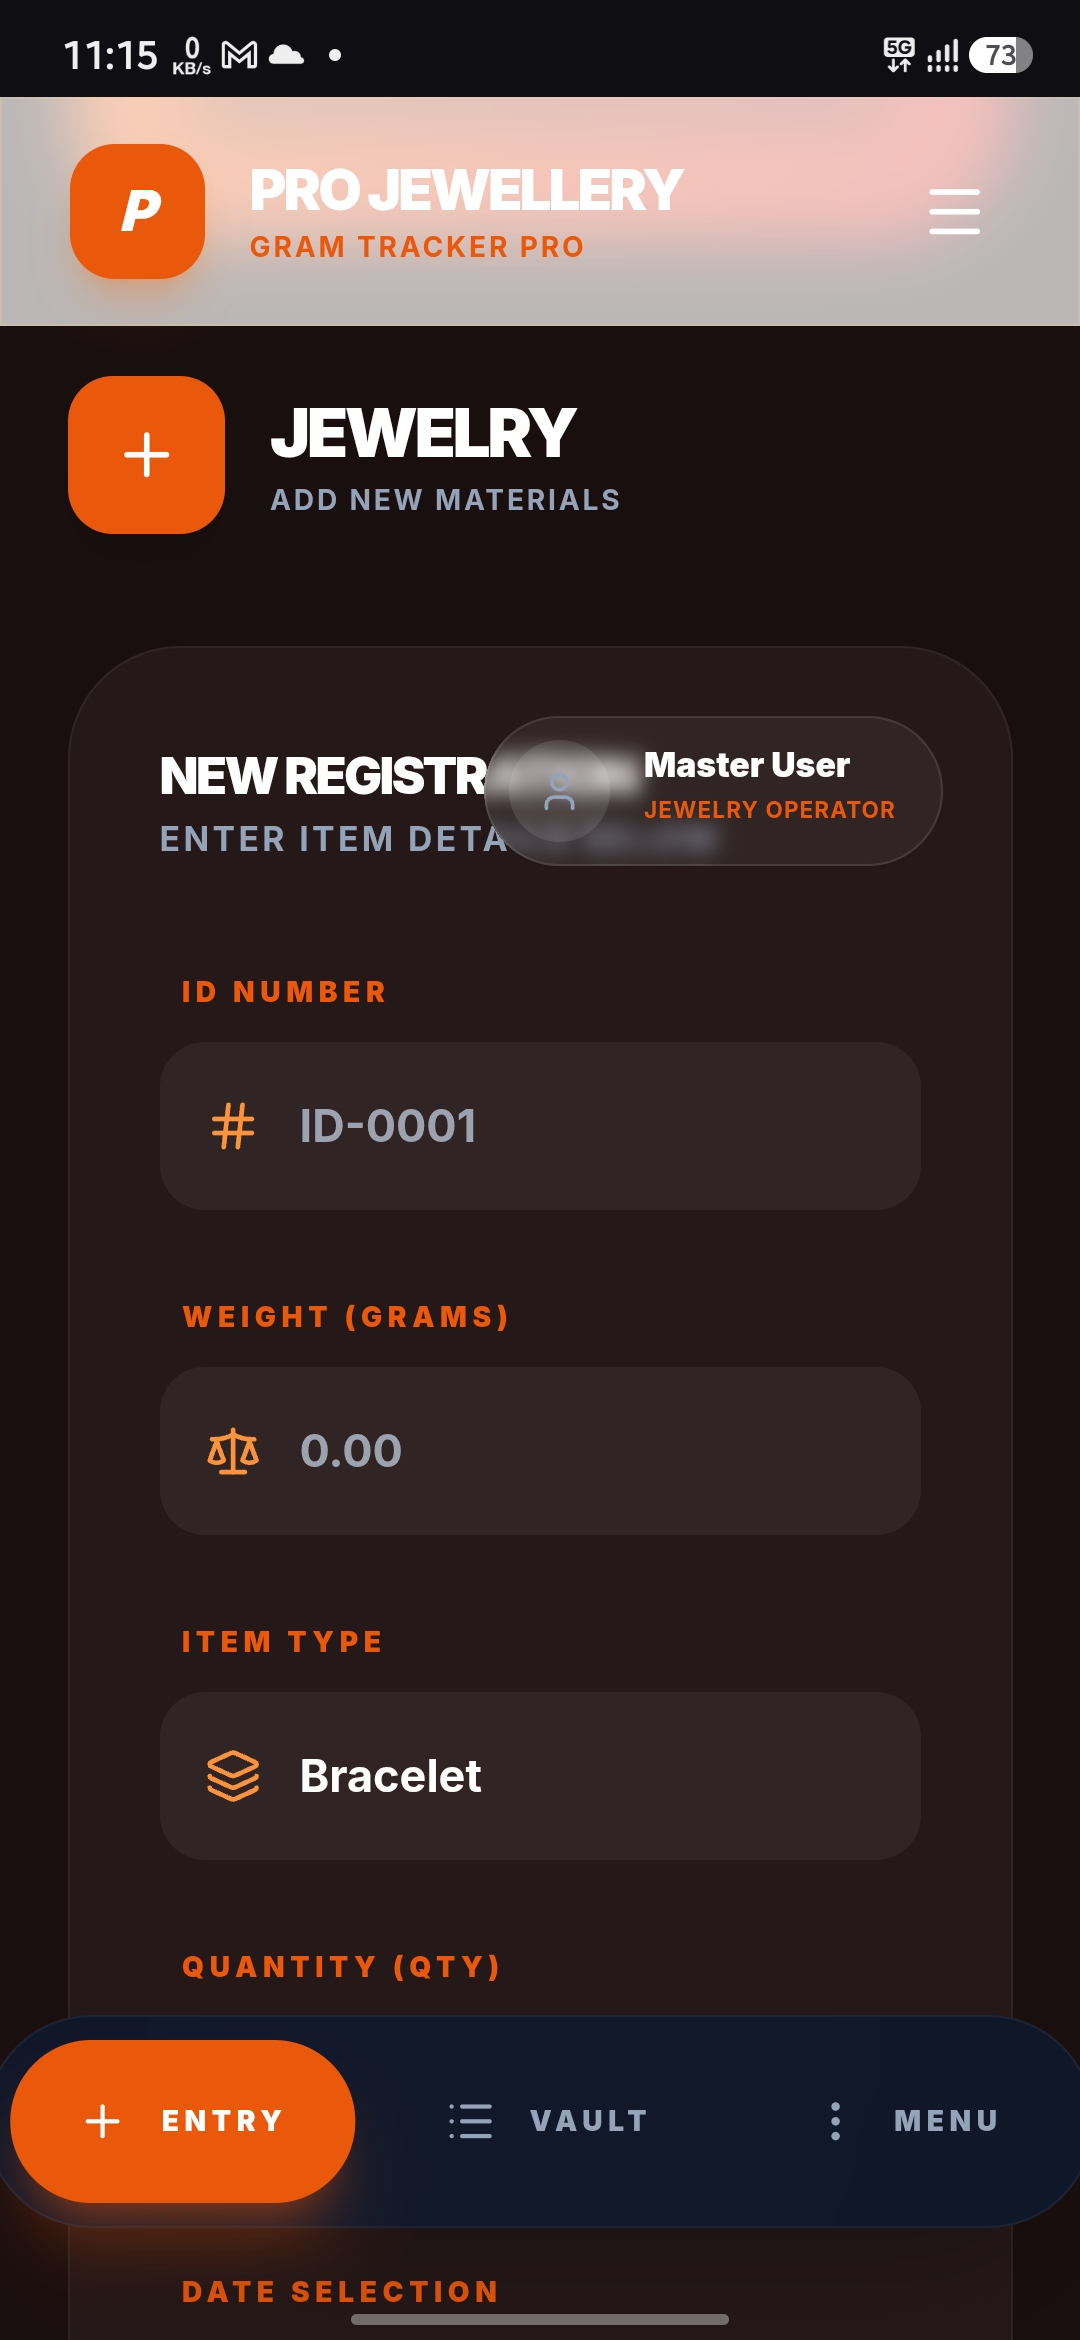 11:15
0
KB/s
5G
73
P
PRO JEWELLERY
GRAM TRACKER PRO
JEWELRY
ADD NEW MATERIALS
NEW REGISTR
Master User
JEWELRY OPERATOR
ENTER ITEM DETA
ID NUMBER
ID-0001
WEIGHT (GRAMS)
0.00
ITEM TYPE
Bracelet
QUANTITY (QTY)
ENTRY
VAULT
MENU
DATE SELECTION